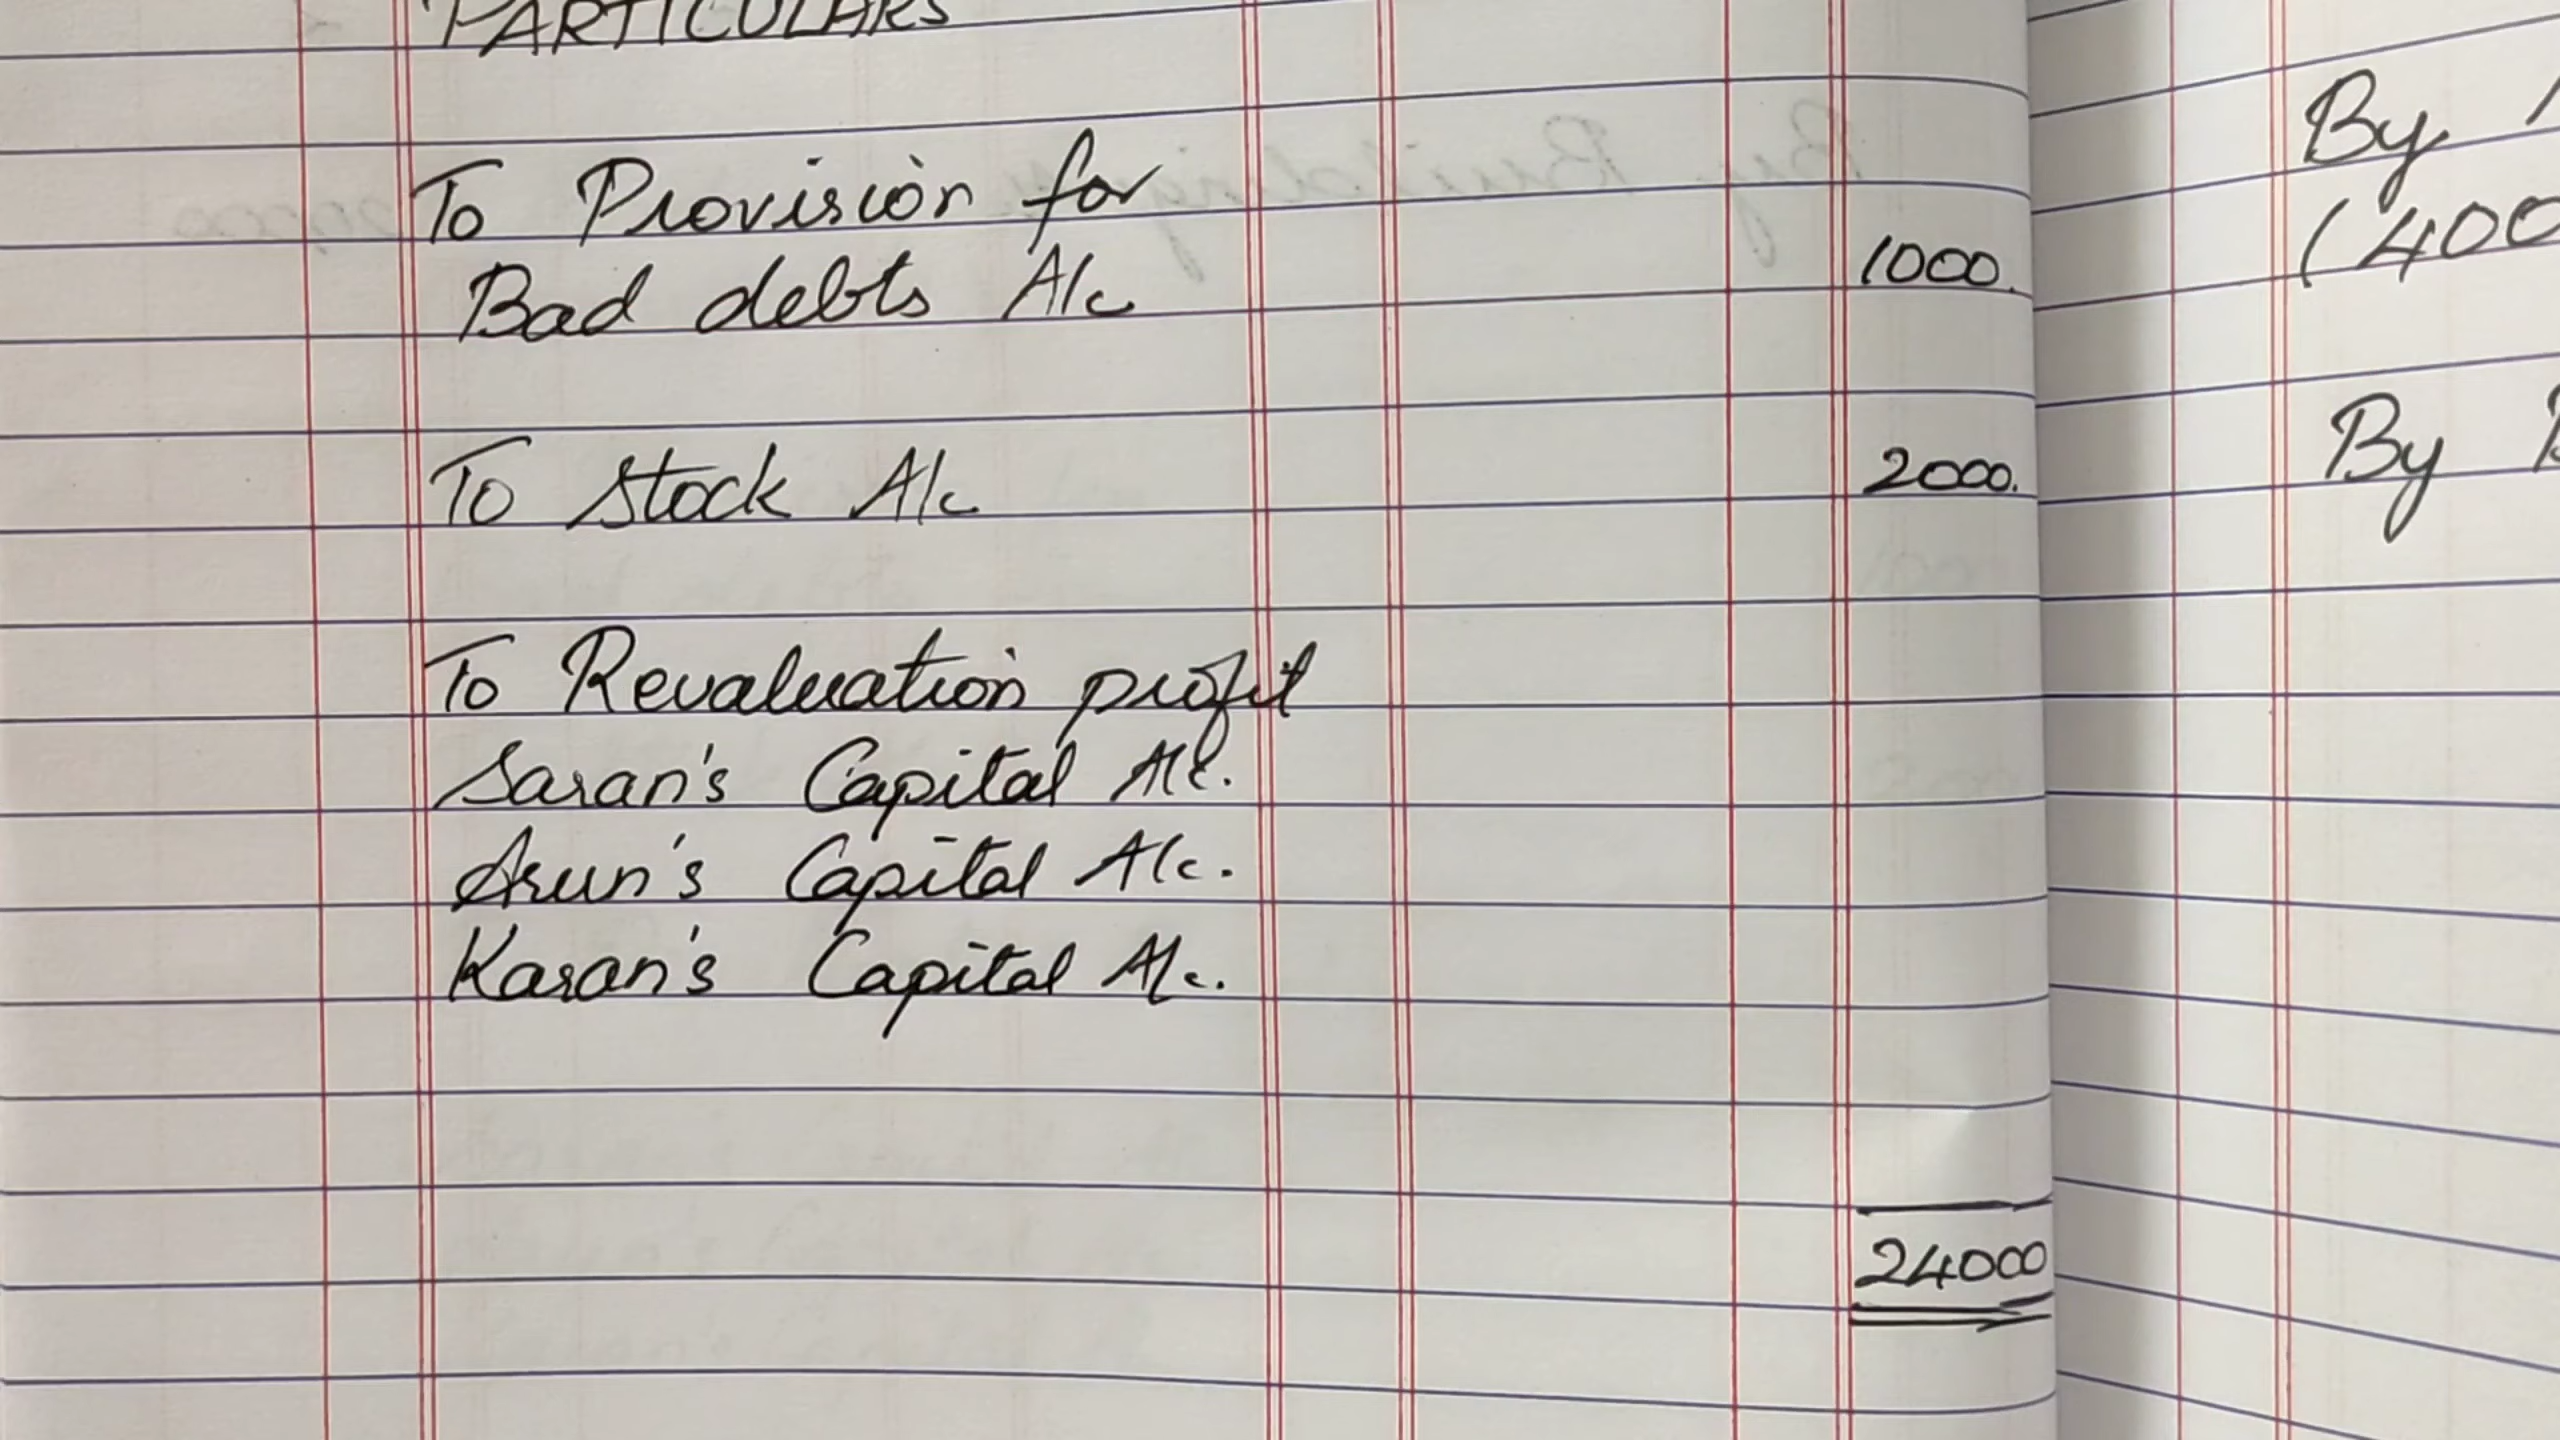 PARTICULARS
To Provision for
Bad debts A/c 1000.
To Stock A/c 2000.
To Revaluation profit
Saran's Capital A/c.
Arun's Capital A/c.
Karan's Capital A/c.
24000
By
(400
By